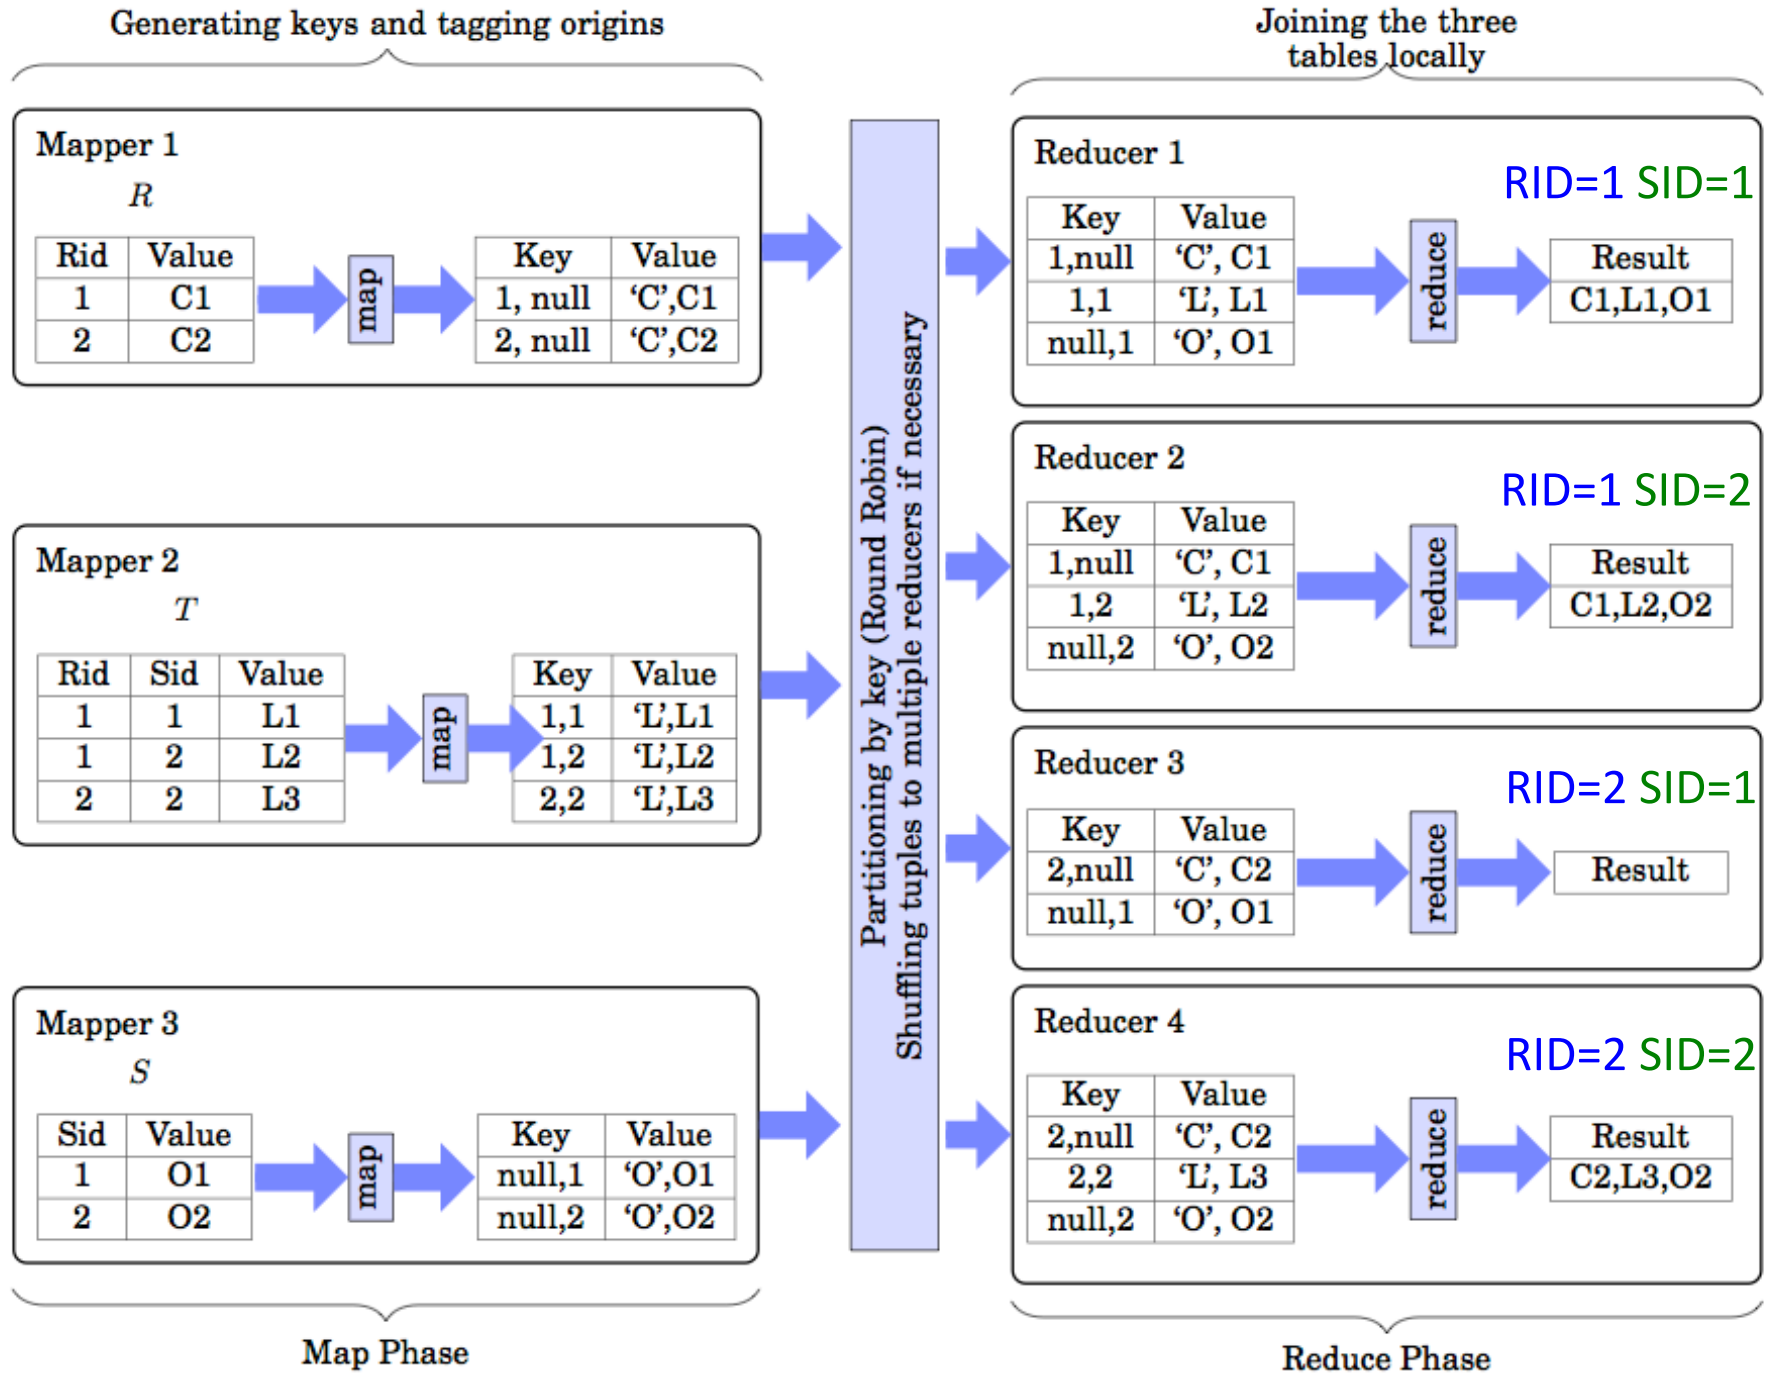 Generating keys and tagging origins
Mapper 1
R
Rid Value
1 C1
2 C2
map
Key Value
1, null ‘C’,C1
2, null ‘C’,C2
Mapper 2
T
Rid Sid Value
1 1 L1
1 2 L2
2 2 L3
map
Key Value
1,1 ‘L’,L1
1,2 ‘L’,L2
2,2 ‘L’,L3
Mapper 3
S
Sid Value
1 O1
2 O2
map
Key Value
null,1 ‘O’,O1
null,2 ‘O’,O2
Map Phase
Partitioning by key (Round Robin)
Shuffling tuples to multiple reducers if necessary
Joining the three
tables locally
Reducer 1
RID=1 SID=1
Key Value
1,null ‘C’, C1
1,1 ‘L’, L1
null,1 ‘O’, O1
reduce
Result
C1,L1,O1
Reducer 2
RID=1 SID=2
Key Value
1,null ‘C’, C1
1,2 ‘L’, L2
null,2 ‘O’, O2
reduce
Result
C1,L2,O2
Reducer 3
RID=2 SID=1
Key Value
2,null ‘C’, C2
null,1 ‘O’, O1
reduce
Result
Reducer 4
RID=2 SID=2
Key Value
2,null ‘C’, C2
2,2 ‘L’, L3
null,2 ‘O’, O2
reduce
Result
C2,L3,O2
Reduce Phase